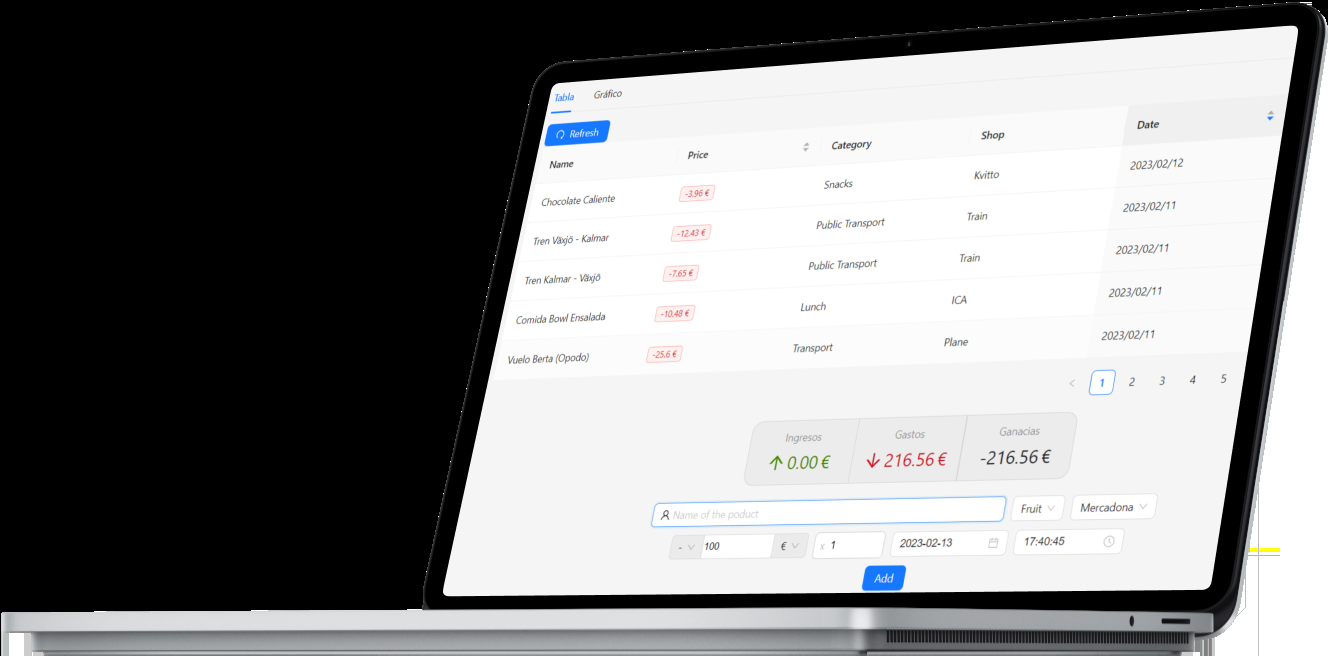 Tabla Gráfico
Refresh
Name Price Category Shop Date
Chocolate Caliente -3.96 € Snacks Kvitto 2023/02/12
Tren Växjö - Kalmar -12.43 € Public Transport Train 2023/02/11
Tren Kalmar - Växjö -7.65 € Public Transport Train 2023/02/11
Comida Bowl Ensalada -10.48 € Lunch ICA 2023/02/11
Vuelo Berta (Opodo) -25.6 € Transport Plane 2023/02/11
< 1 2 3 4 5
Ingresos Gastos Ganacias
0.00 € 216.56 € -216.56 €
Name of the poduct Fruit Mercadona
- 100 € x 1 2023-02-13 17:40:45
Add